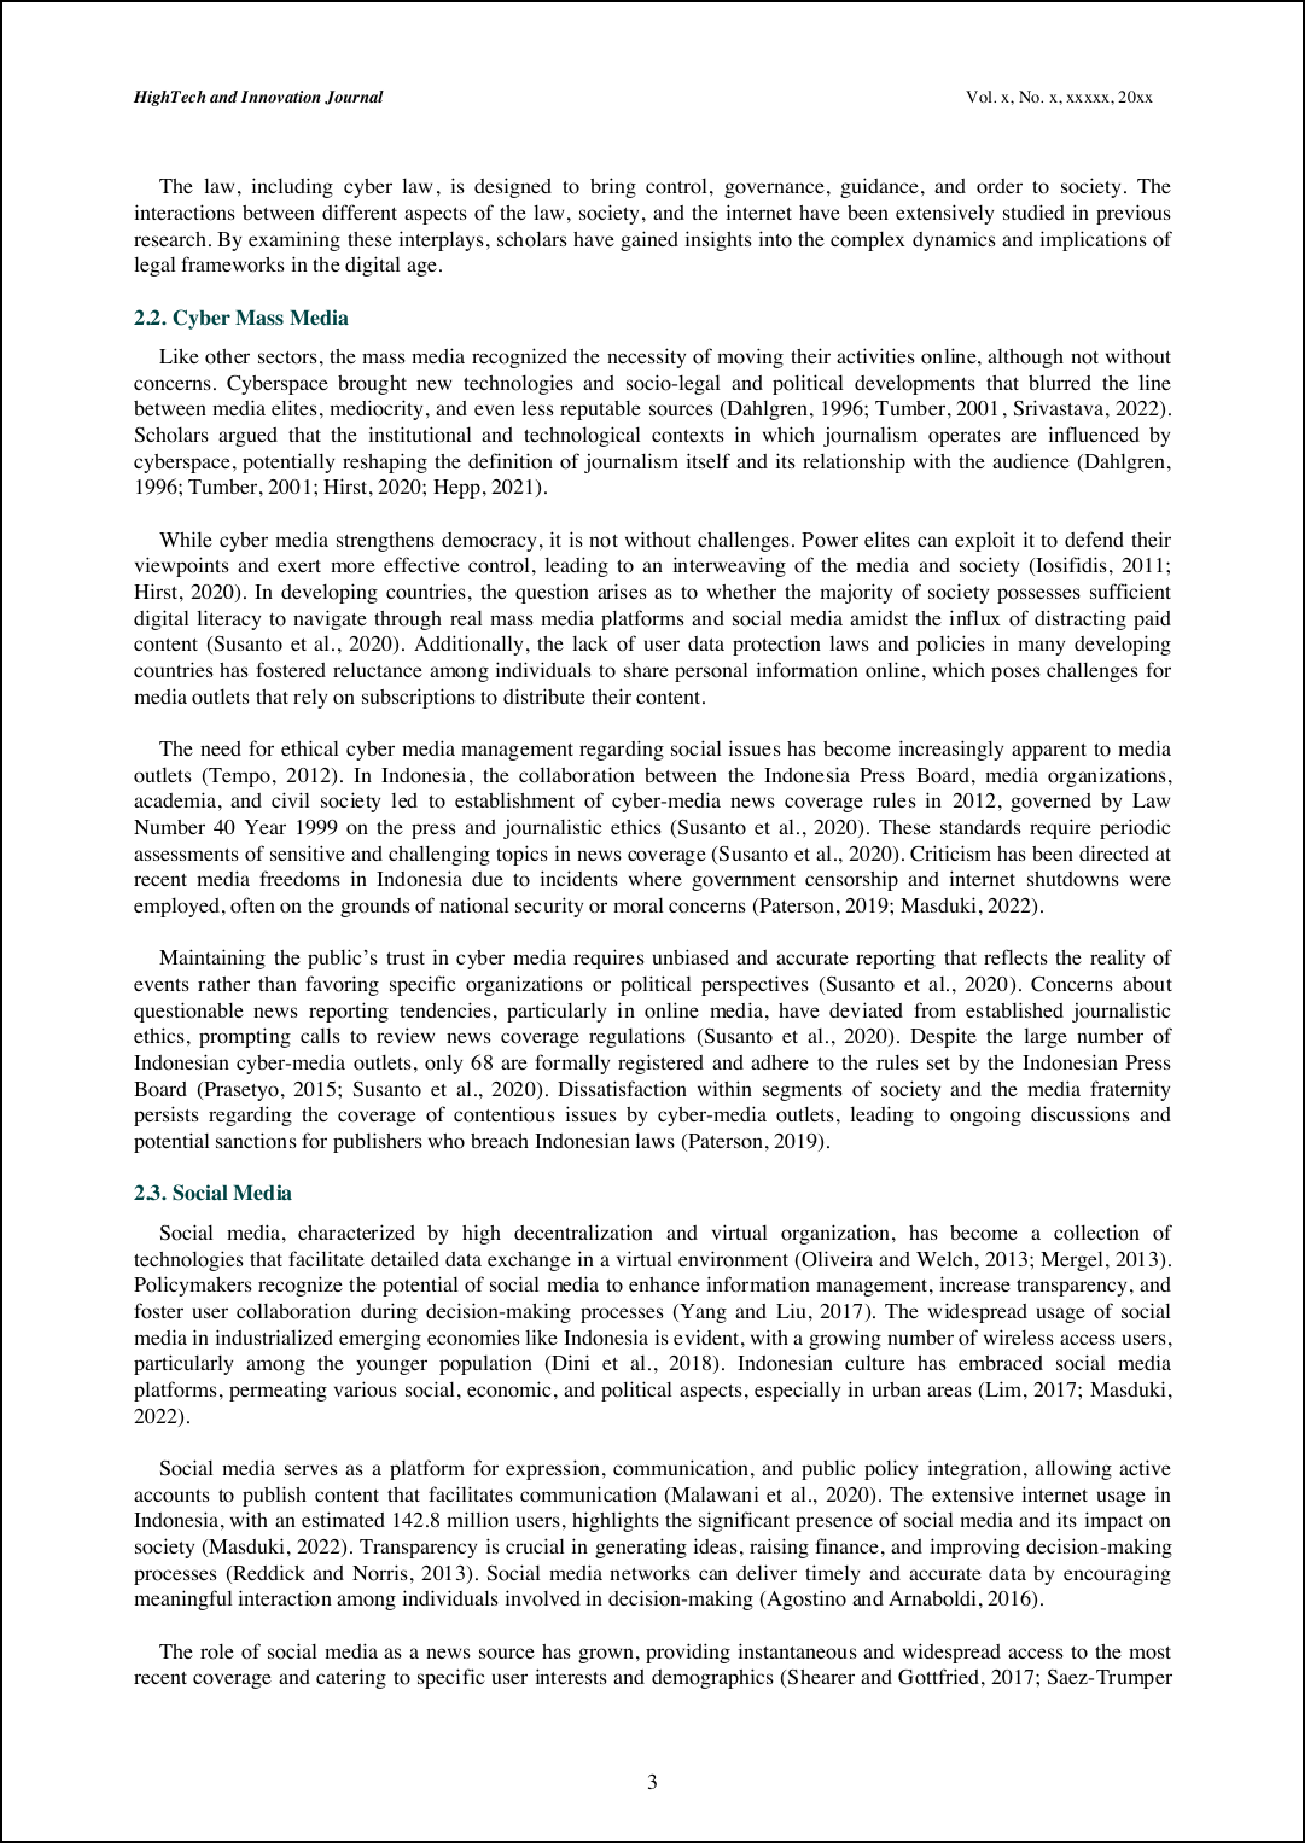 HighTech and Innovation Journal
Vol. x, No. x, xxxxx, 20xx
The law, including cyber law, is designed to bring control, governance, guidance, and order to society. The
interactions between different aspects of the law, society, and the internet have been extensively studied in previous
research. By examining these interplays, scholars have gained insights into the complex dynamics and implications of
legal frameworks in the digital age.
2.2. Cyber Mass Media
Like other sectors, the mass media recognized the necessity of moving their activities online, although not without
concerns. Cyberspace brought new technologies and socio-legal and political developments that blurred the line
between media elites, mediocrity, and even less reputable sources (Dahlgren, 1996; Tumber, 2001, Srivastava, 2022).
Scholars argued that the institutional and technological contexts in which journalism operates are influenced by
cyberspace, potentially reshaping the definition of journalism itself and its relationship with the audience (Dahlgren,
1996; Tumber, 2001; Hirst, 2020; Hepp, 2021).
While cyber media strengthens democracy, it is not without challenges. Power elites can exploit it to defend their
viewpoints and exert more effective control, leading to an interweaving of the media and society (Iosifidis, 2011;
Hirst, 2020). In developing countries, the question arises as to whether the majority of society possesses sufficient
digital literacy to navigate through real mass media platforms and social media amidst the influx of distracting paid
content (Susanto et al., 2020). Additionally, the lack of user data protection laws and policies in many developing
countries has fostered reluctance among individuals to share personal information online, which poses challenges for
media outlets that rely on subscriptions to distribute their content.
The need for ethical cyber media management regarding social issues has become increasingly apparent to media
outlets (Tempo, 2012). In Indonesia, the collaboration between the Indonesia Press Board, media organizations,
academia, and civil society led to establishment of cyber-media news coverage rules in 2012, governed by Law
Number 40 Year 1999 on the press and journalistic ethics (Susanto et al., 2020). These standards require periodic
assessments of sensitive and challenging topics in news coverage (Susanto et al., 2020). Criticism has been directed at
recent media freedoms in Indonesia due to incidents where government censorship and internet shutdowns were
employed, often on the grounds of national security or moral concerns (Paterson, 2019; Masduki, 2022).
Maintaining the public’s trust in cyber media requires unbiased and accurate reporting that reflects the reality of
events rather than favoring specific organizations or political perspectives (Susanto et al., 2020). Concerns about
questionable news reporting tendencies, particularly in online media, have deviated from established journalistic
ethics, prompting calls to review news coverage regulations (Susanto et al., 2020). Despite the large number of
Indonesian cyber-media outlets, only 68 are formally registered and adhere to the rules set by the Indonesian Press
Board (Prasetyo, 2015; Susanto et al., 2020). Dissatisfaction within segments of society and the media fraternity
persists regarding the coverage of contentious issues by cyber-media outlets, leading to ongoing discussions and
potential sanctions for publishers who breach Indonesian laws (Paterson, 2019).
2.3. Social Media
Social media, characterized by high decentralization and virtual organization, has become a collection of
technologies that facilitate detailed data exchange in a virtual environment (Oliveira and Welch, 2013; Mergel, 2013).
Policymakers recognize the potential of social media to enhance information management, increase transparency, and
foster user collaboration during decision-making processes (Yang and Liu, 2017). The widespread usage of social
media in industrialized emerging economies like Indonesia is evident, with a growing number of wireless access users,
particularly among the younger population (Dini et al., 2018). Indonesian culture has embraced social media
platforms, permeating various social, economic, and political aspects, especially in urban areas (Lim, 2017; Masduki,
2022).
Social media serves as a platform for expression, communication, and public policy integration, allowing active
accounts to publish content that facilitates communication (Malawani et al., 2020). The extensive internet usage in
Indonesia, with an estimated 142.8 million users, highlights the significant presence of social media and its impact on
society (Masduki, 2022). Transparency is crucial in generating ideas, raising finance, and improving decision-making
processes (Reddick and Norris, 2013). Social media networks can deliver timely and accurate data by encouraging
meaningful interaction among individuals involved in decision-making (Agostino and Arnaboldi, 2016).
The role of social media as a news source has grown, providing instantaneous and widespread access to the most
recent coverage and catering to specific user interests and demographics (Shearer and Gottfried, 2017; Saez-Trumper
3